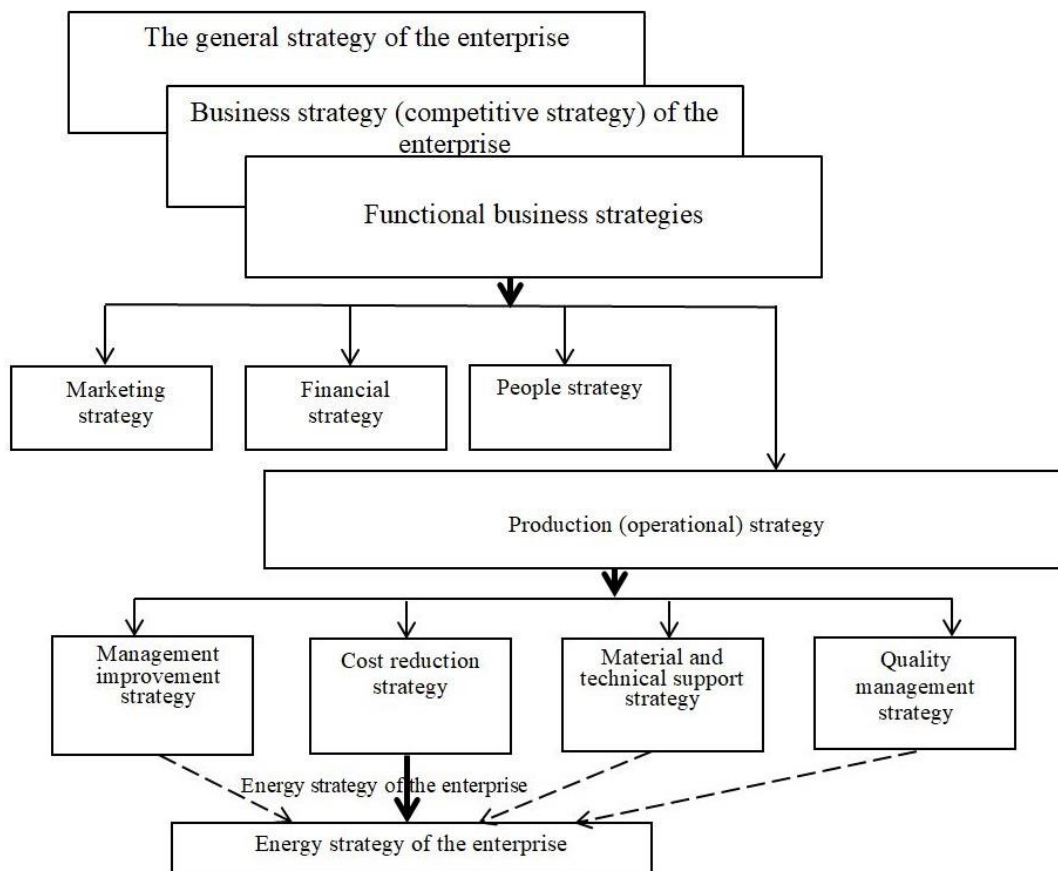 The general strategy of the enterprise
Business strategy (competitive strategy) of the
enterprise
Functional business strategies
Marketing
strategy
Financial
strategy
People strategy
Production (operational) strategy
Management
improvement strategy
strategy
Cost reduction
strategy
Material and
technical support
strategy
Quality
management
strategy
Energy strategy of the enterprise
Energy strategy of the enterprise